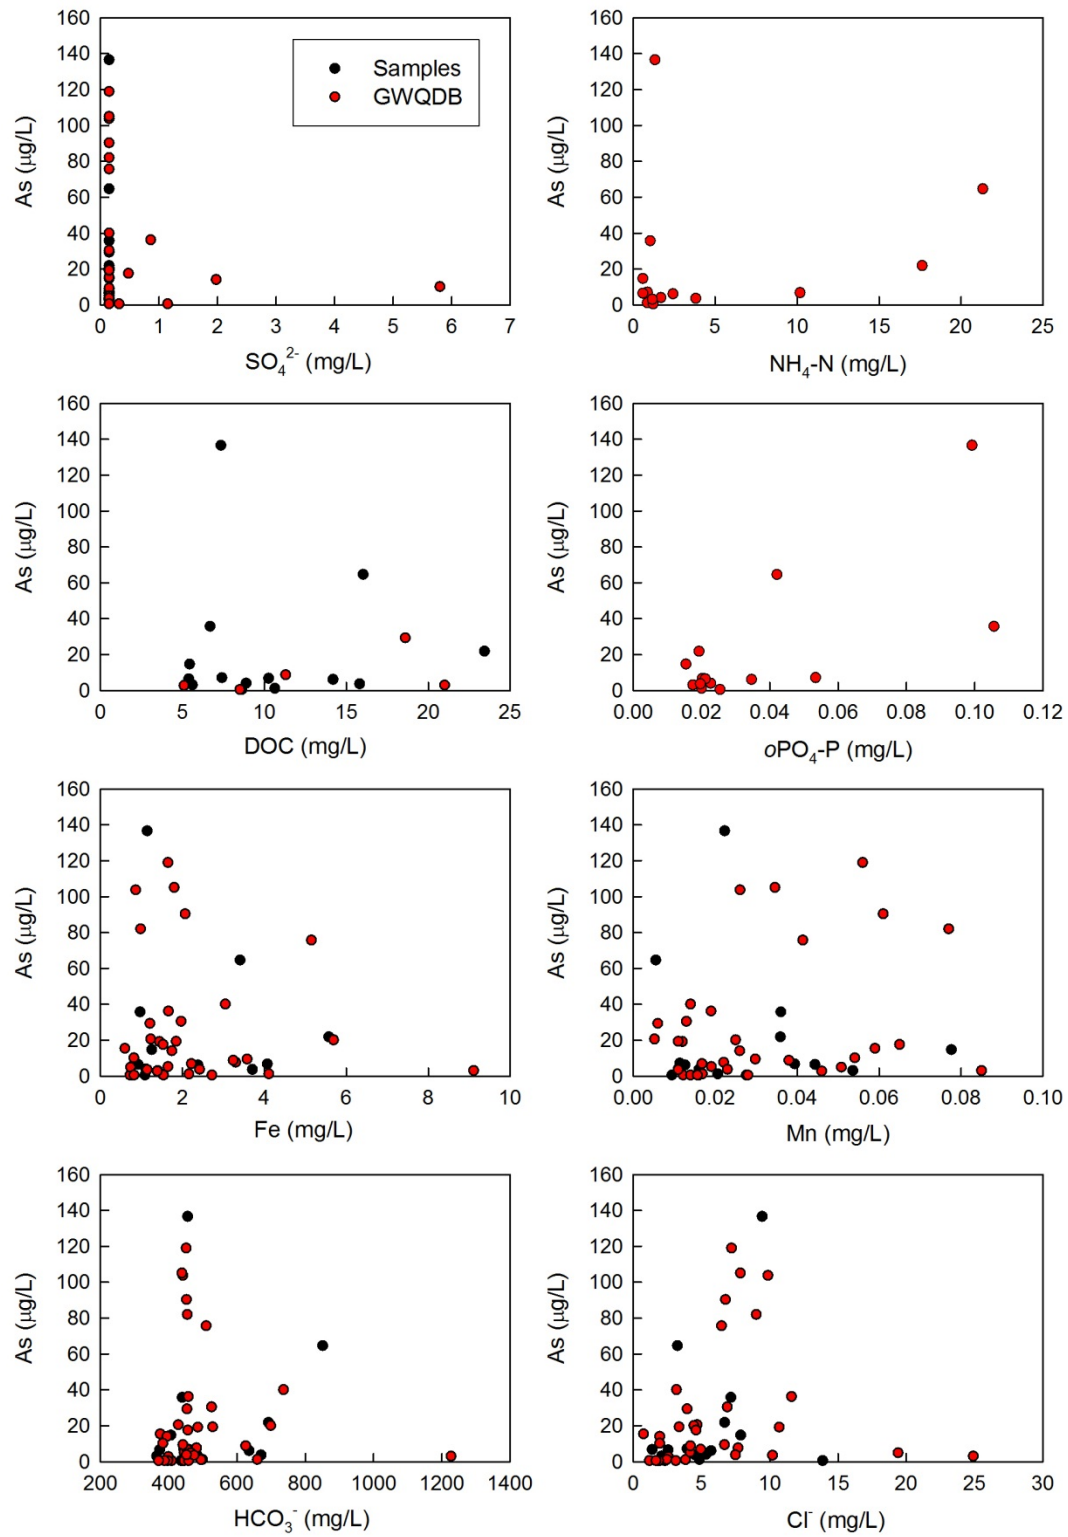 160
140
120
100
80
60
40
20
0
As (µg/L)
Samples
GWQDB
0 1 2 3 4 5 6 7
SO₄²⁻ (mg/L)
160
140
120
100
80
60
40
20
0
As (µg/L)
0 5 10 15 20 25
NH₄-N (mg/L)
160
140
120
100
80
60
40
20
0
As (µg/L)
0 5 10 15 20 25
DOC (mg/L)
160
140
120
100
80
60
40
20
0
As (µg/L)
0.00 0.02 0.04 0.06 0.08 0.10 0.12
oPO₄-P (mg/L)
160
140
120
100
80
60
40
20
0
As (µg/L)
0 2 4 6 8 10
Fe (mg/L)
160
140
120
100
80
60
40
20
0
As (µg/L)
0.00 0.02 0.04 0.06 0.08 0.10
Mn (mg/L)
160
140
120
100
80
60
40
20
0
As (µg/L)
200 400 600 800 1000 1200 1400
HCO₃⁻ (mg/L)
160
140
120
100
80
60
40
20
0
As (µg/L)
0 5 10 15 20 25 30
Cl⁻ (mg/L)